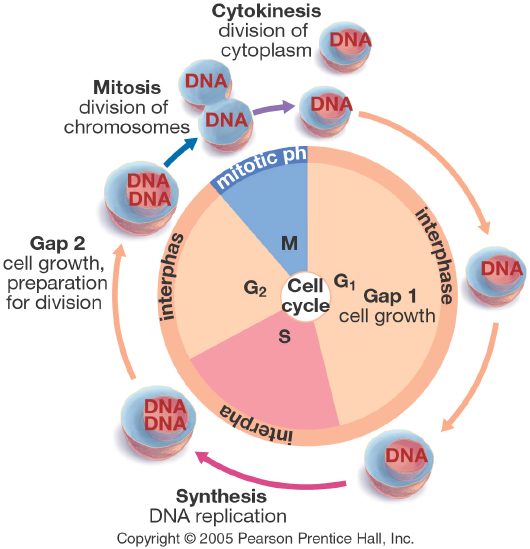 Cytokinesis
division of
cytoplasm
DNA
Mitosis
division of
chromosomes
DNA
DNA
DNA
mitotic ph
DNA
DNA
Gap 2
cell growth,
preparation
for division
interphas
interphase
M
G2
Cell
cycle
G1
Gap 1
cell growth
S
DNA
interpha
DNA
DNA
DNA
Synthesis
DNA replication
Copyright © 2005 Pearson Prentice Hall, Inc.